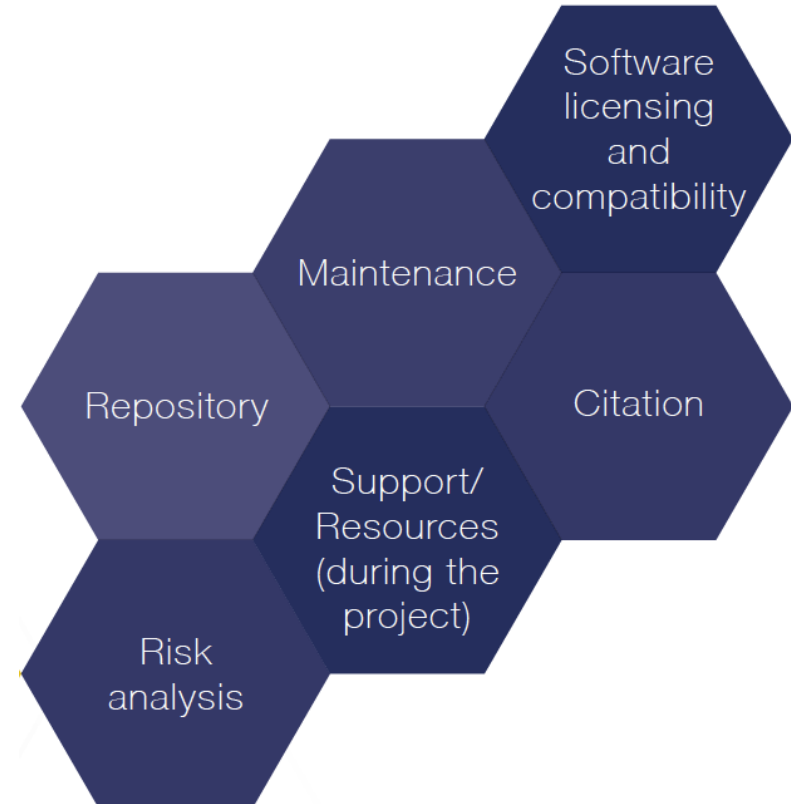 Software
licensing
and
compatibility
Maintenance
Repository
Citation
Support/
Resources
(during the
project)
Risk
analysis